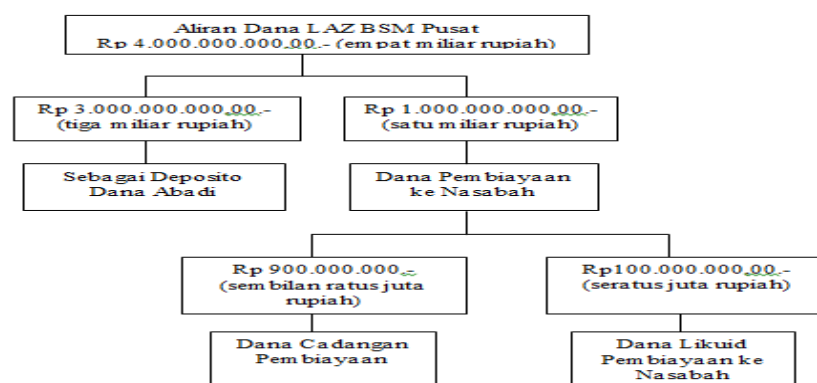 Aliran Dana LAZ BSM Pusat
Rp 4.000.000.000,00.- (empat miliar rupiah)
Rp 3.000.000.000,00.-
(tiga miliar rupiah)
Rp 1.000.000.000,00.-
(satu miliar rupiah)
Sebagai Deposito
Dana Abadi
Dana Pembiayaan
ke Nasabah
Rp 900.000.000,-
(sembilan ratus juta
rupiah)
Rp100.000.000,00.-
(seratus juta rupiah)
Dana Cadangan
Pembiayaan
Dana Likuid
Pembiayaan ke
Nasabah